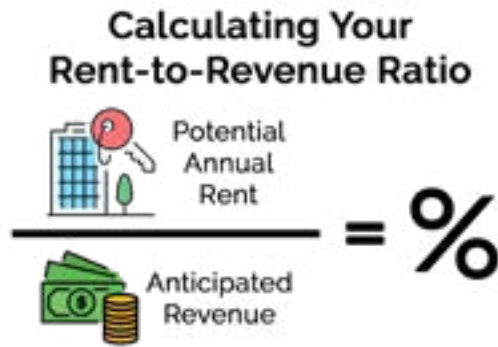 Calculating Your
Rent-to-Revenue Ratio
Potential
Annual
Rent
= %
$
Anticipated
Revenue